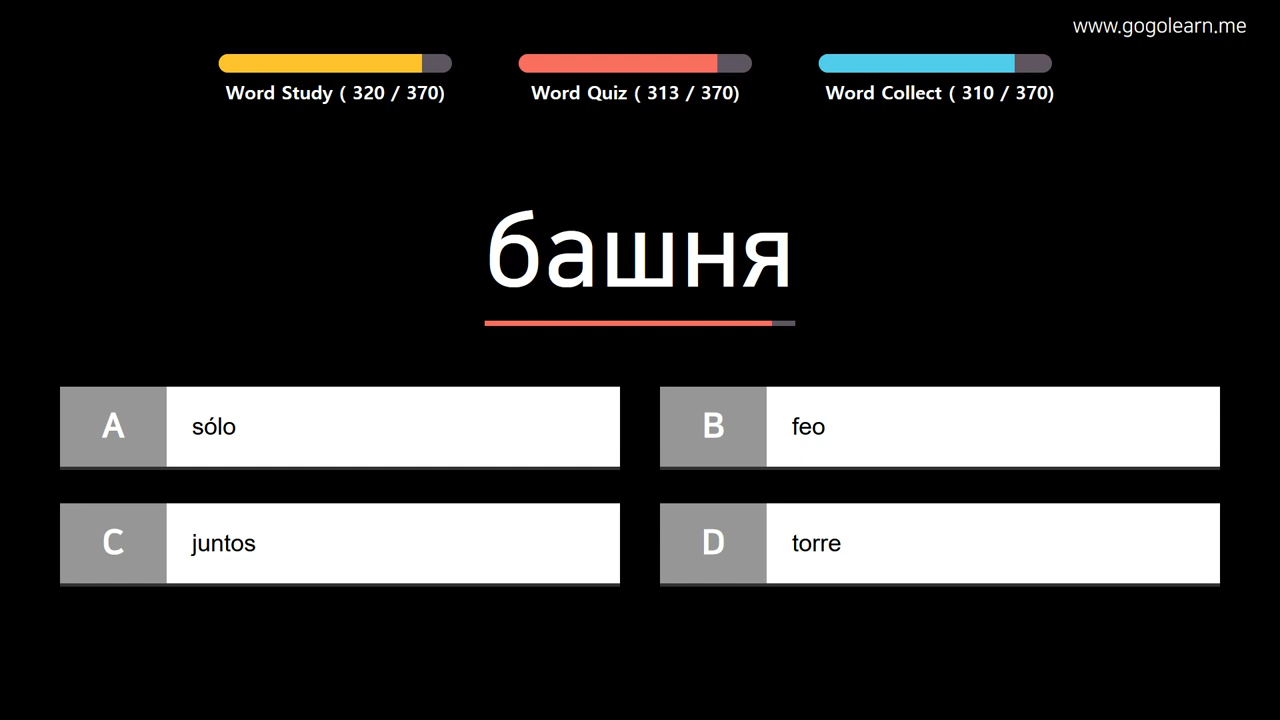 www.gogolearn.me
Word Study ( 320 / 370)
Word Quiz ( 313 / 370)
Word Collect ( 310 / 370)
башня
A sólo
B feo
C juntos
D torre